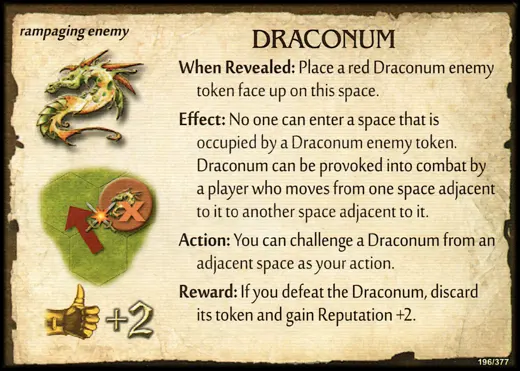 rampaging enemy
DRACONUM
When Revealed: Place a red Draconum enemy
token face up on this space.
Effect: No one can enter a space that is
occupied by a Draconum enemy token.
Draconum can be provoked into combat by
a player who moves from one space adjacent
to it to another space adjacent to it.
Action: You can challenge a Draconum from an
adjacent space as your action.
Reward: If you defeat the Draconum, discard
its token and gain Reputation +2.
X
+2
196/377